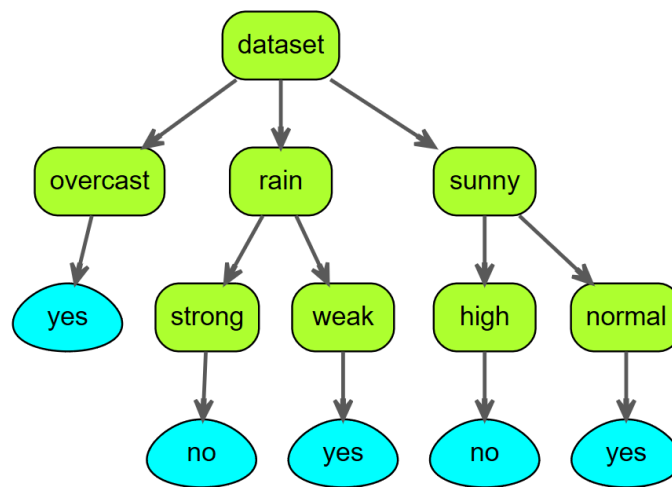 dataset
overcast
rain
sunny
yes
strong
weak
high
normal
no
yes
no
yes